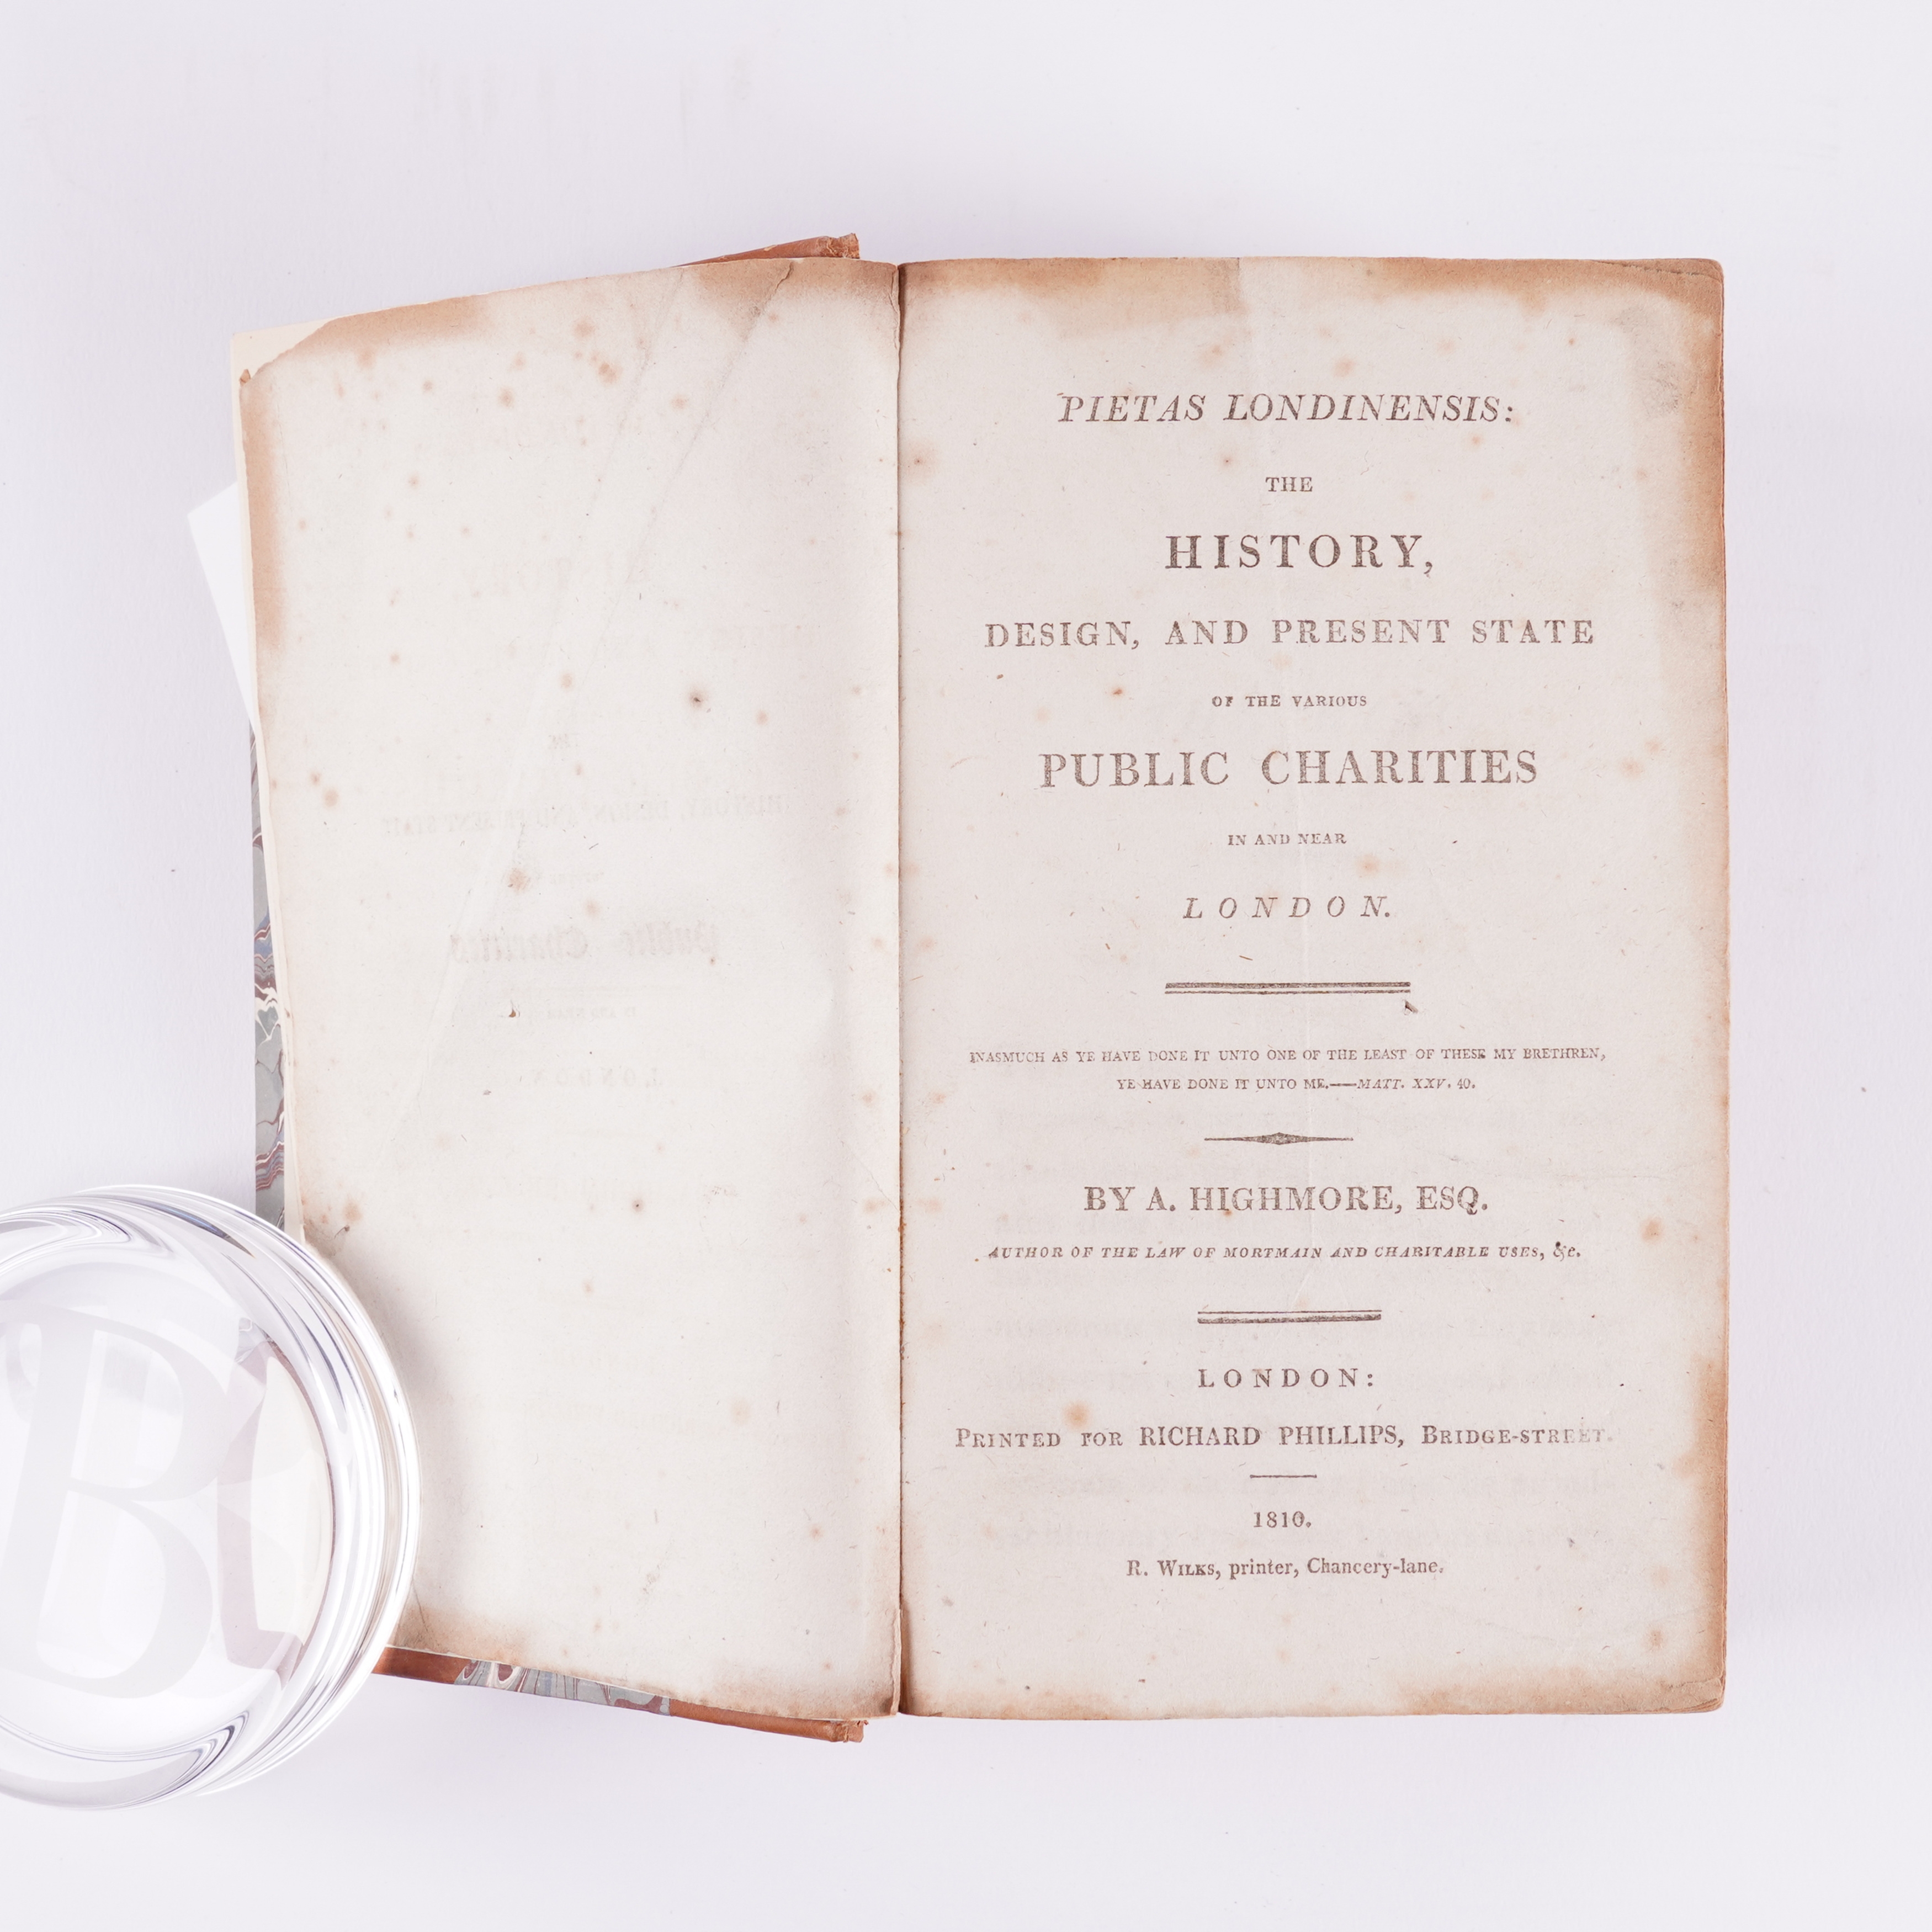 PIETAS LONDINENSIS:
THE
HISTORY,
DESIGN, AND PRESENT STATE
OF THE VARIOUS
PUBLIC CHARITIES
IN AND NEAR
LONDON.
INASMUCH AS YE HAVE DONE IT UNTO ONE OF THE LEAST OF THESE MY BRETHREN,
YE HAVE DONE IT UNTO ME.——MATT. XXV. 40.
BY A. HIGHMORE, ESQ.
AUTHOR OF THE LAW OF MORTMAIN AND CHARITABLE USES, &c.
LONDON:
PRINTED FOR RICHARD PHILLIPS, BRIDGE-STREET.
1810.
R. WILKS, printer, Chancery-lane.
B